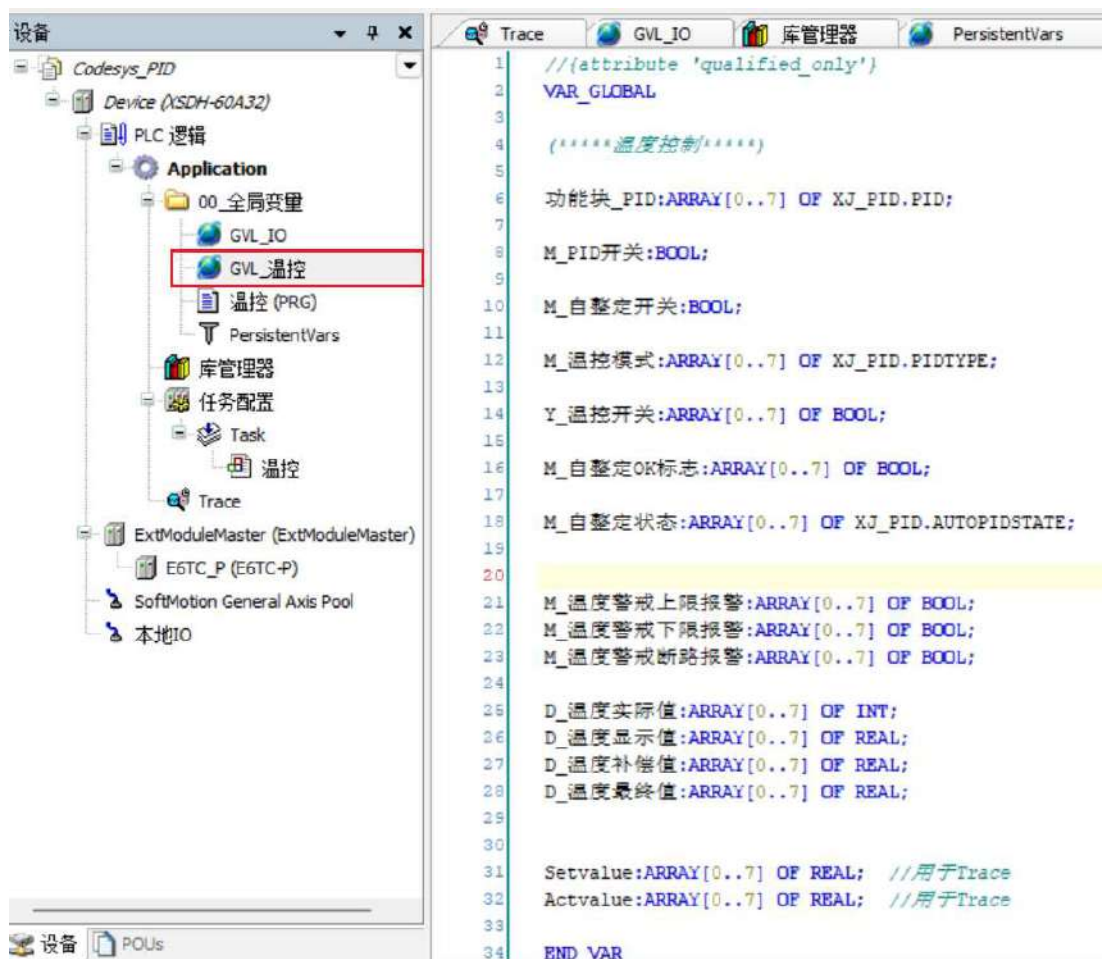 设备
Codesys_PID
Device (XSDH-60A32)
PLC 逻辑
Application
00_全局变量
GVL_IO
GVL_温控
温控 (PRG)
PersistentVars
库管理器
任务配置
Task
温控
Trace
ExtModuleMaster (ExtModuleMaster)
E6TC_P (E6TC-P)
SoftMotion General Axis Pool
本地IO
设备
POUs
Trace
GVL_IO
库管理器
PersistentVars
1 //{attribute 'qualified_only'}
2 VAR_GLOBAL
3
4 (*****温度控制*****)
5
6 功能块_PID:ARRAY[0..7] OF XJ_PID.PID;
7
8 M_PID开关:BOOL;
9
10 M_自整定开关:BOOL;
11
12 M_温控模式:ARRAY[0..7] OF XJ_PID.PIDTYPE;
13
14 Y_温控开关:ARRAY[0..7] OF BOOL;
15
16 M_自整定OK标志:ARRAY[0..7] OF BOOL;
17
18 M_自整定状态:ARRAY[0..7] OF XJ_PID.AUTOPIDSTATE;
19
20
21 M_温度警戒上限报警:ARRAY[0..7] OF BOOL;
22 M_温度警戒下限报警:ARRAY[0..7] OF BOOL;
23 M_温度警戒断路报警:ARRAY[0..7] OF BOOL;
24
25 D_温度实际值:ARRAY[0..7] OF INT;
26 D_温度显示值:ARRAY[0..7] OF REAL;
27 D_温度补偿值:ARRAY[0..7] OF REAL;
28 D_温度最终值:ARRAY[0..7] OF REAL;
29
30
31 Setvalue:ARRAY[0..7] OF REAL; //用于Trace
32 Actvalue:ARRAY[0..7] OF REAL; //用于Trace
33
34 END_VAR